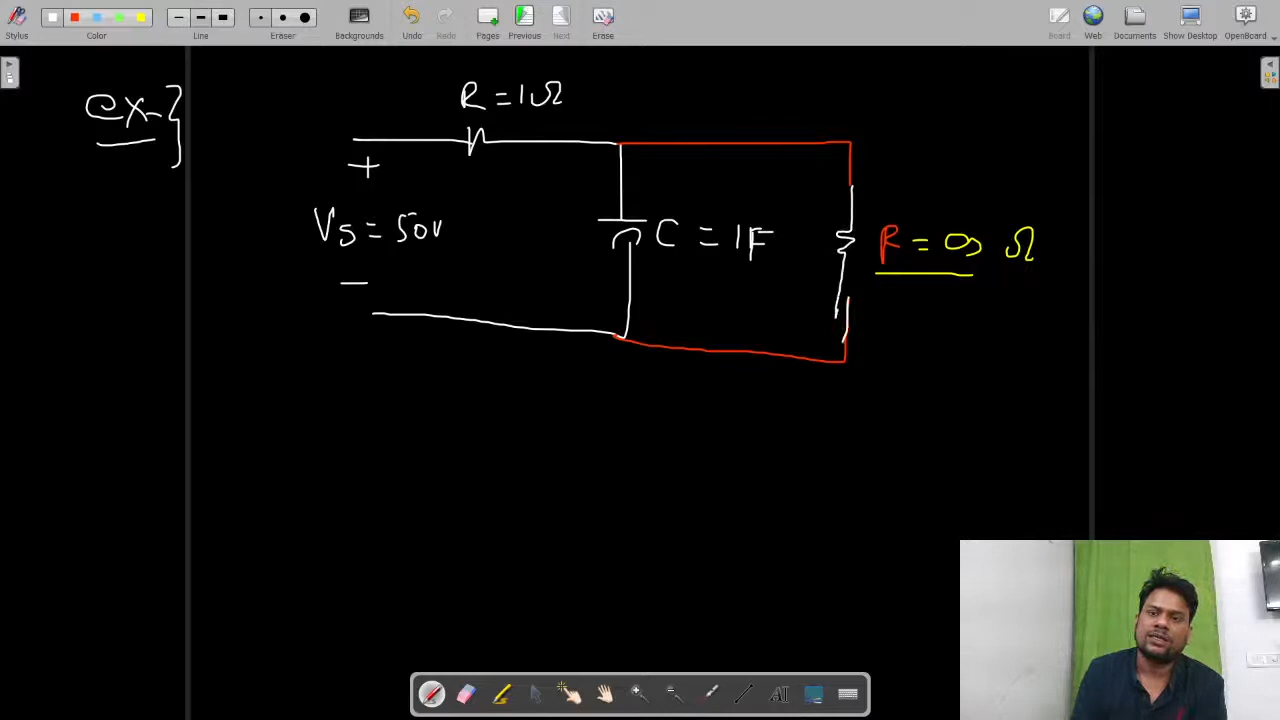 Stylus
Color
Line
Eraser
Backgrounds
Undo
Redo
Pages
Previous
Next
Erase
Board
Web
Documents
Show Desktop
OpenBoard
ex-}
R = 1Ω
+
Vs = 50V
−
C = 1F
R = ∞ Ω
AI